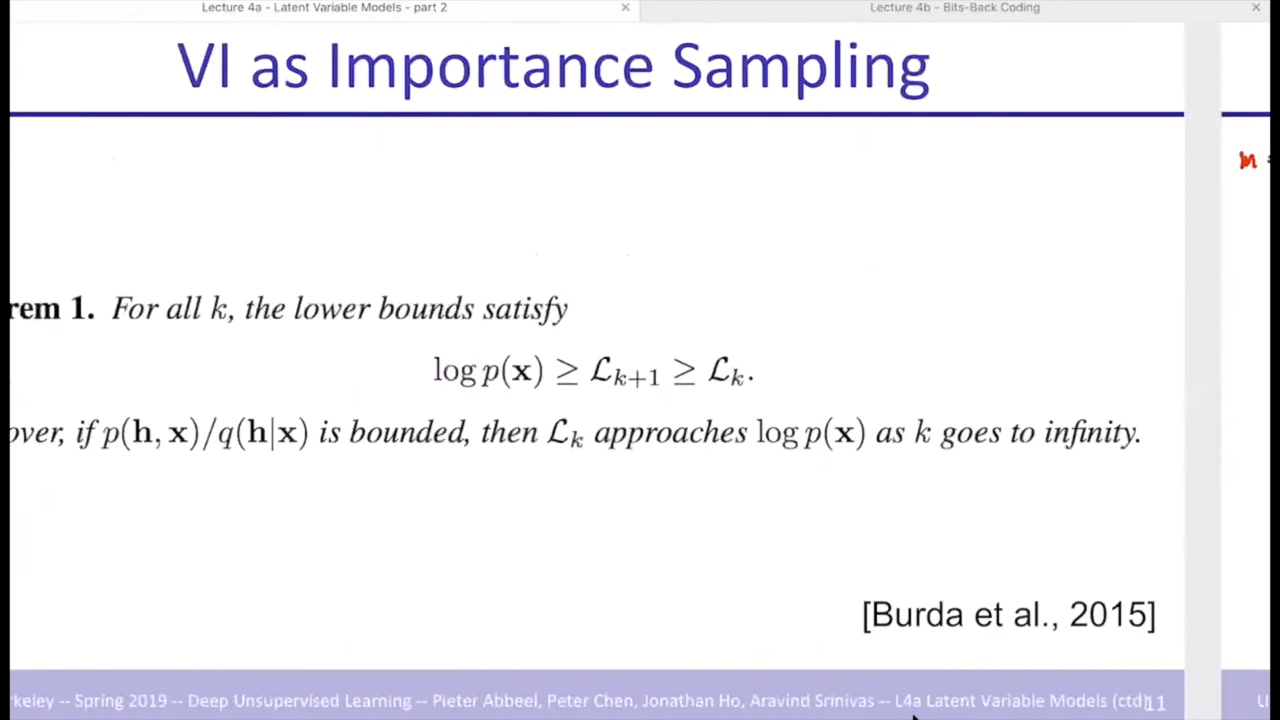 Lecture 4a - Latent Variable Models - part 2 × Lecture 4b - Bits-Back Coding ×
VI as Importance Sampling
rem 1. For all k, the lower bounds satisfy
log p(x) ≥ ℒₖ₊₁ ≥ ℒₖ.
over, if p(h, x)/q(h|x) is bounded, then ℒₖ approaches log p(x) as k goes to infinity.
[Burda et al., 2015]
keley -- Spring 2019 -- Deep Unsupervised Learning -- Pieter Abbeel, Peter Chen, Jonathan Ho, Aravind Srinivas -- L4a Latent Variable Models (ctd) 11